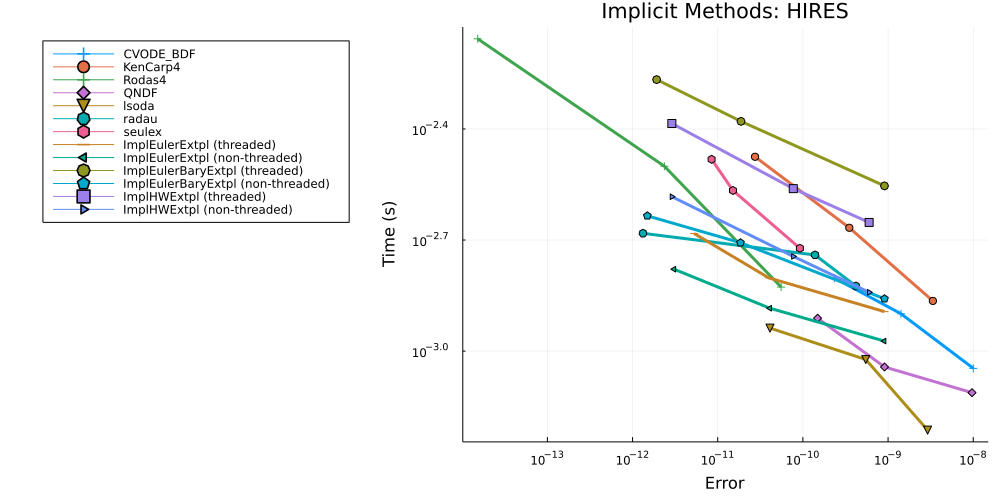 Implicit Methods: HIRES
CVODE_BDF
KenCarp4
Rodas4
QNDF
lsoda
radau
seulex
ImplEulerExtpl (threaded)
ImplEulerExtpl (non-threaded)
ImplEulerBaryExtpl (threaded)
ImplEulerBaryExtpl (non-threaded)
ImplHWExtpl (threaded)
ImplHWExtpl (non-threaded)
Time (s)
10⁻²·⁴
10⁻²·⁷
10⁻³·⁰
10⁻¹³ 10⁻¹² 10⁻¹¹ 10⁻¹⁰ 10⁻⁹ 10⁻⁸
Error